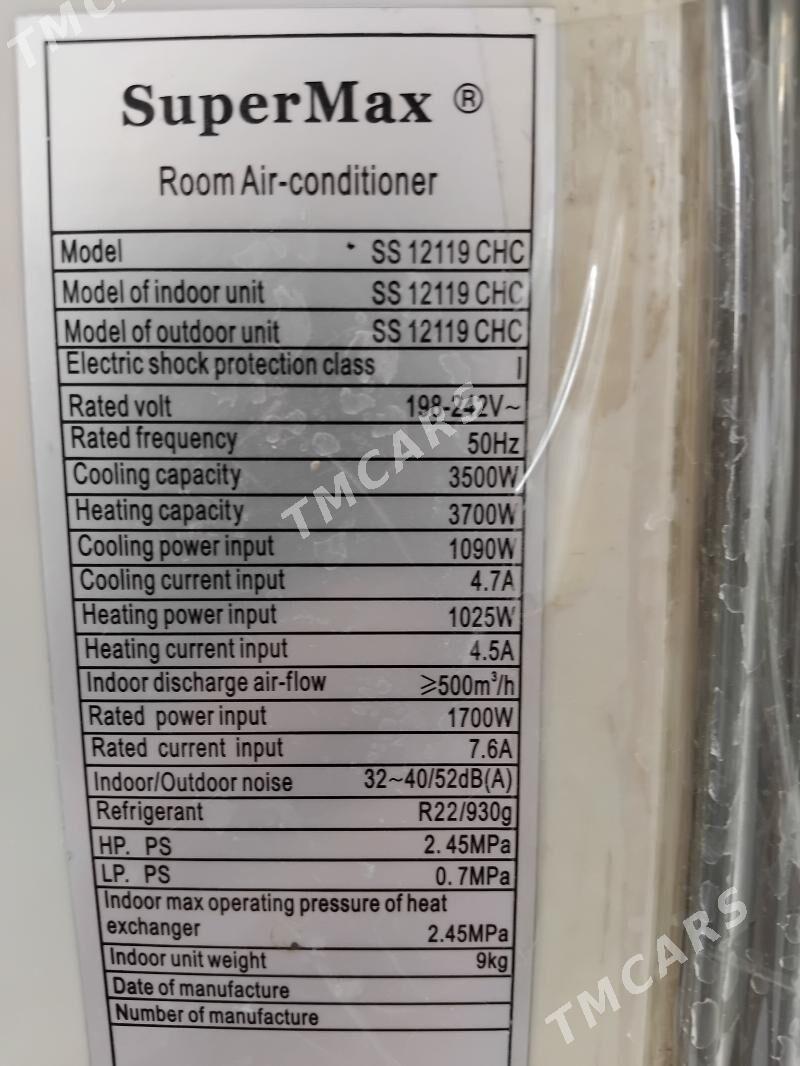 SuperMax ®
Room Air-conditioner
Model SS 12119 CHC
Model of indoor unit SS 12119 CHC
Model of outdoor unit SS 12119 CHC
Electric shock protection class I
Rated volt 198-242V~
Rated frequency 50Hz
Cooling capacity 3500W
Heating capacity 3700W
Cooling power input 1090W
Cooling current input 4.7A
Heating power input 1025W
Heating current input 4.5A
Indoor discharge air-flow ≥500m³/h
Rated power input 1700W
Rated current input 7.6A
Indoor/Outdoor noise 32~40/52dB(A)
Refrigerant R22/930g
HP. PS 2.45MPa
LP. PS 0.7MPa
Indoor max operating pressure of heat
exchanger 2.45MPa
Indoor unit weight 9kg
Date of manufacture
Number of manufacture
TMCARS
TMCARS